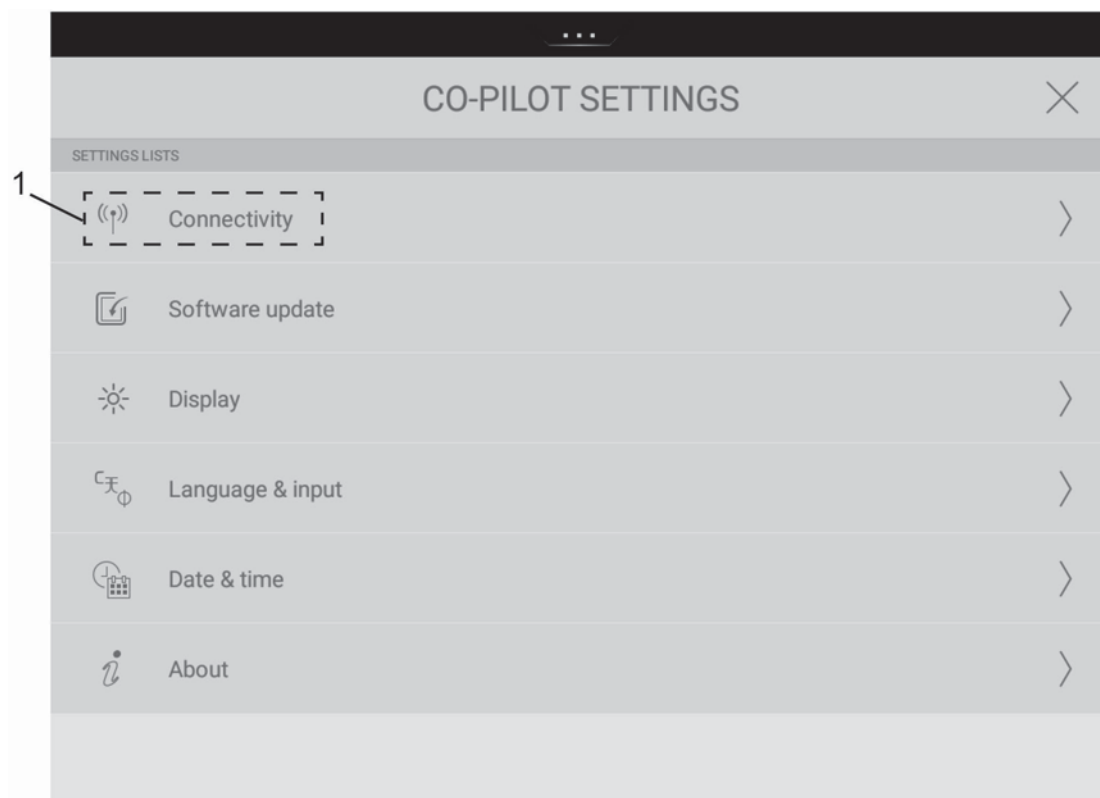 CO-PILOT SETTINGS
SETTINGS LISTS
1
Connectivity
Software update
Display
Language & input
Date & time
About